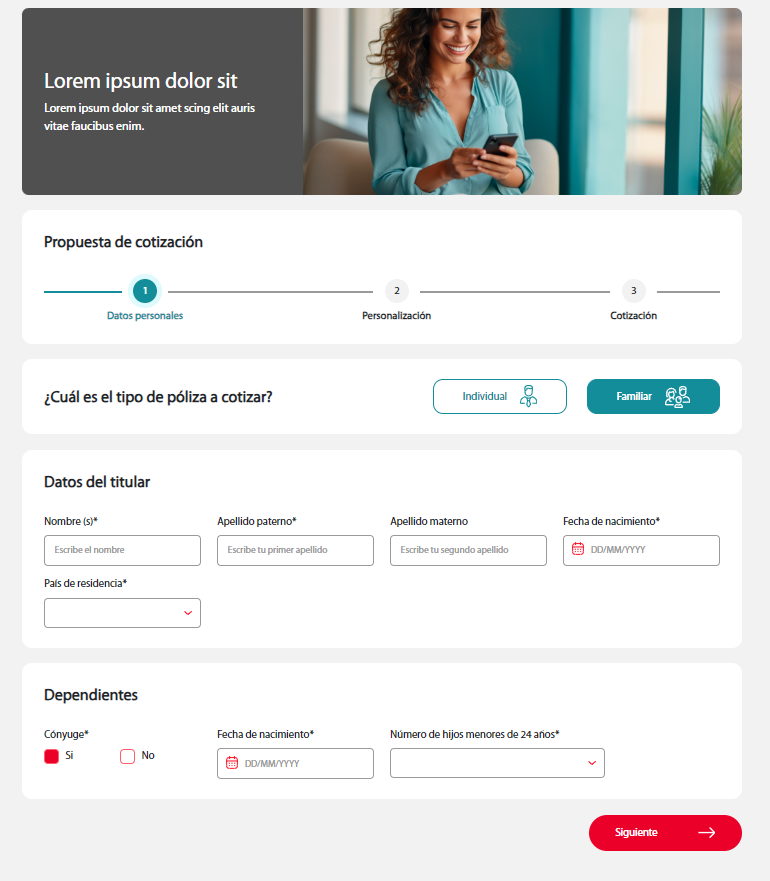 Lorem ipsum dolor sit
Lorem ipsum dolor sit amet scing elit auris
vitae faucibus enim.
Propuesta de cotización
1
2
3
Datos personales
Personalización
Cotización
¿Cuál es el tipo de póliza a cotizar?
Individual
Familiar
Datos del titular
Nombre (s)*
Apellido paterno*
Apellido materno
Fecha de nacimiento*
Escribe el nombre
Escribe tu primer apellido
Escribe tu segundo apellido
DD/MM/YYYY
País de residencia*
Dependientes
Cónyuge*
Fecha de nacimiento*
Número de hijos menores de 24 años*
Si
No
DD/MM/YYYY
Siguiente